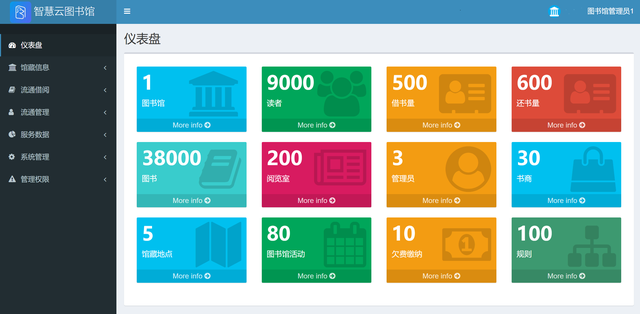 智慧云图书馆
图书馆管理员1
仪表盘
馆藏信息
流通借阅
流通管理
服务数据
系统管理
管理权限
仪表盘
1
图书馆
More info
9000
读者
More info
500
借书量
More info
600
还书量
More info
38000
图书
More info
200
阅览室
More info
3
管理员
More info
30
书商
More info
5
馆藏地点
More info
80
图书馆活动
More info
10
欠费缴纳
More info
100
规则
More info